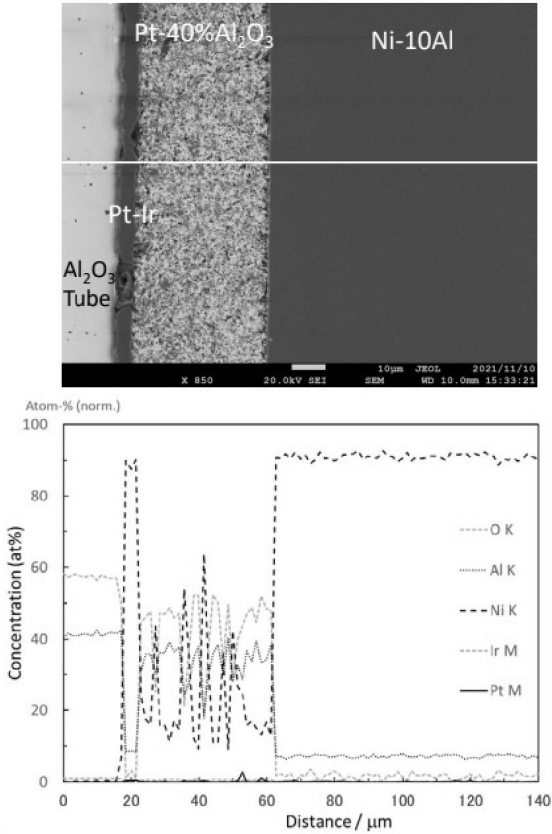 Pt-40%Al₂O₃
Ni-10Al
Pt-Ir
Al₂O₃
Tube
10μm JEOL 2021/11/10
X 850 20.0kV SEI SEM WD 10.0mm 15:33:21
Atom-% (norm.)
100
90
80
60
40
20
0
Concentration (at%)
O K
Al K
Ni K
Ir M
Pt M
0 20 40 60 80 100 120 140
Distance / μm